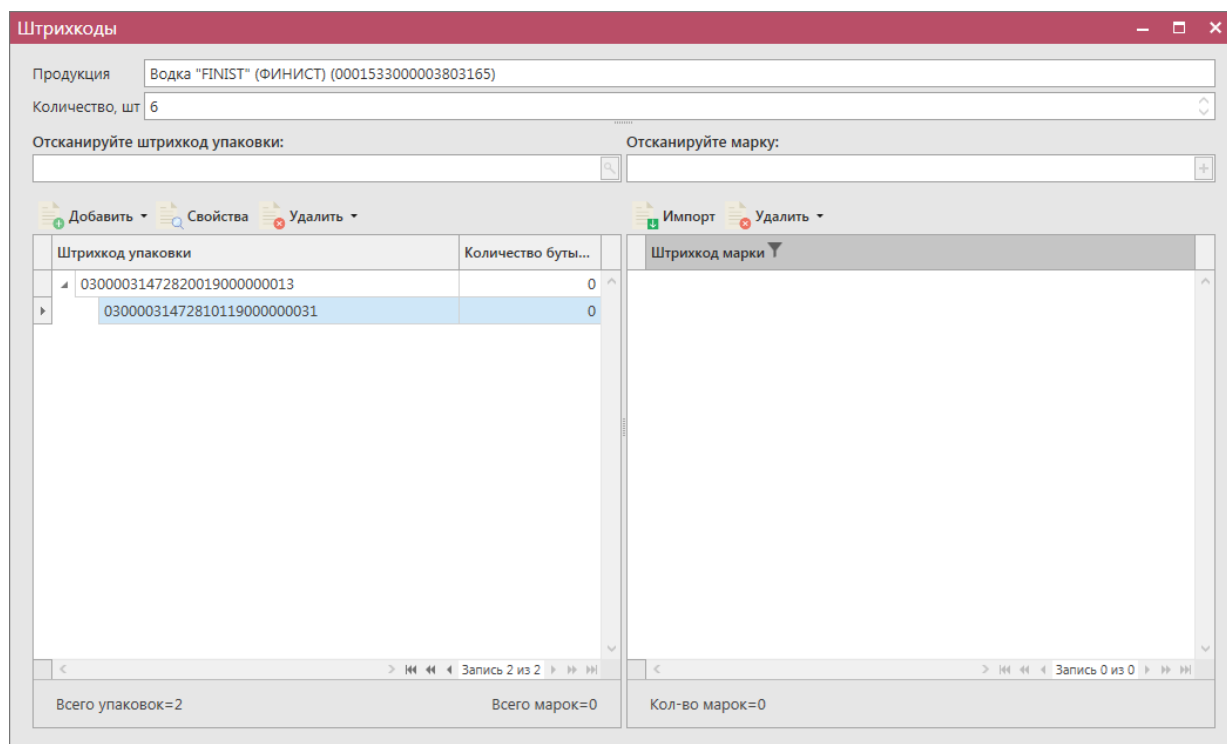 Штрихкоды
Продукция Водка "FINIST" (ФИНИСТ) (0001533000003803165)
Количество, шт 6
Отсканируйте штрихкод упаковки: Отсканируйте марку:
Добавить Свойства Удалить Импорт Удалить
Штрихкод упаковки Количество буты... Штрихкод марки
03000031472820019000000013 0
03000031472810119000000031 0
Запись 2 из 2 Запись 0 из 0
Всего упаковок=2 Всего марок=0 Кол-во марок=0